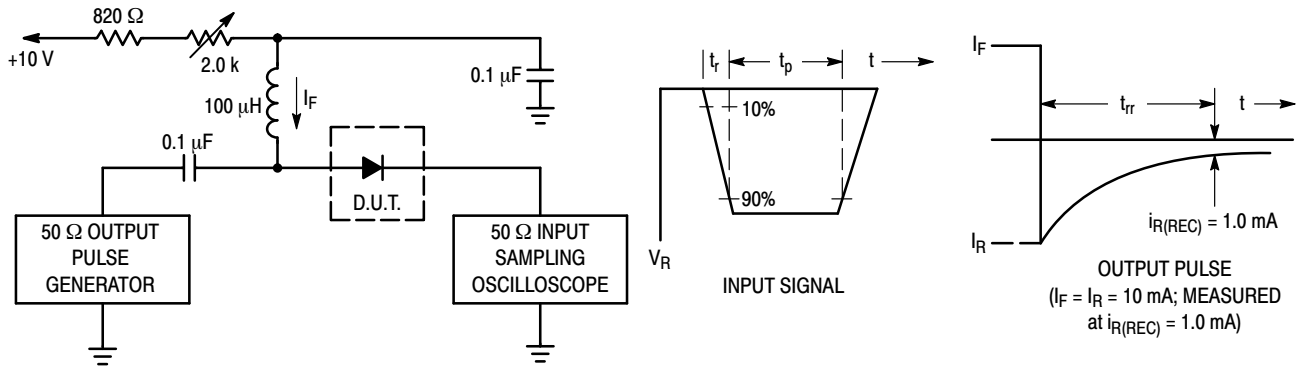 820 Ω
+10 V
2.0 k
100 μH
I_F
0.1 μF
0.1 μF
D.U.T.
50 Ω OUTPUT
PULSE
GENERATOR
50 Ω INPUT
SAMPLING
OSCILLOSCOPE
t_r
t_p
t
10%
90%
V_R
INPUT SIGNAL
I_F
t_rr
t
I_R
i_R(REC) = 1.0 mA
OUTPUT PULSE
(I_F = I_R = 10 mA; MEASURED
at i_R(REC) = 1.0 mA)